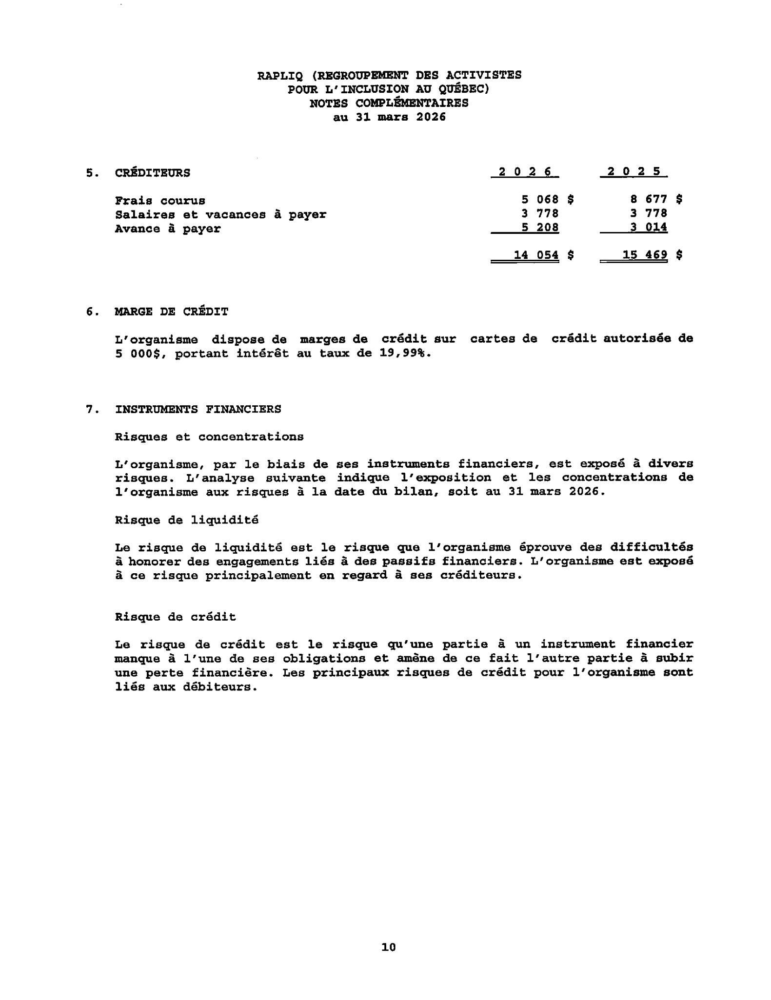 RAPLIQ (REGROUPEMENT DES ACTIVISTES
POUR L'INCLUSION AU QUÉBEC)
NOTES COMPLÉMENTAIRES
au 31 mars 2026
5. CRÉDITEURS 2 0 2 6 2 0 2 5
Frais courus 5 068 $ 8 677 $
Salaires et vacances à payer 3 778 3 778
Avance à payer 5 208 3 014
14 054 $ 15 469 $
6. MARGE DE CRÉDIT
L'organisme dispose de marges de crédit sur cartes de crédit autorisée de
5 000$, portant intérêt au taux de 19,99%.
7. INSTRUMENTS FINANCIERS
Risques et concentrations
L'organisme, par le biais de ses instruments financiers, est exposé à divers
risques. L'analyse suivante indique l'exposition et les concentrations de
l'organisme aux risques à la date du bilan, soit au 31 mars 2026.
Risque de liquidité
Le risque de liquidité est le risque que l'organisme éprouve des difficultés
à honorer des engagements liés à des passifs financiers. L'organisme est exposé
à ce risque principalement en regard à ses créditeurs.
Risque de crédit
Le risque de crédit est le risque qu'une partie à un instrument financier
manque à l'une de ses obligations et amène de ce fait l'autre partie à subir
une perte financière. Les principaux risques de crédit pour l'organisme sont
liés aux débiteurs.
10